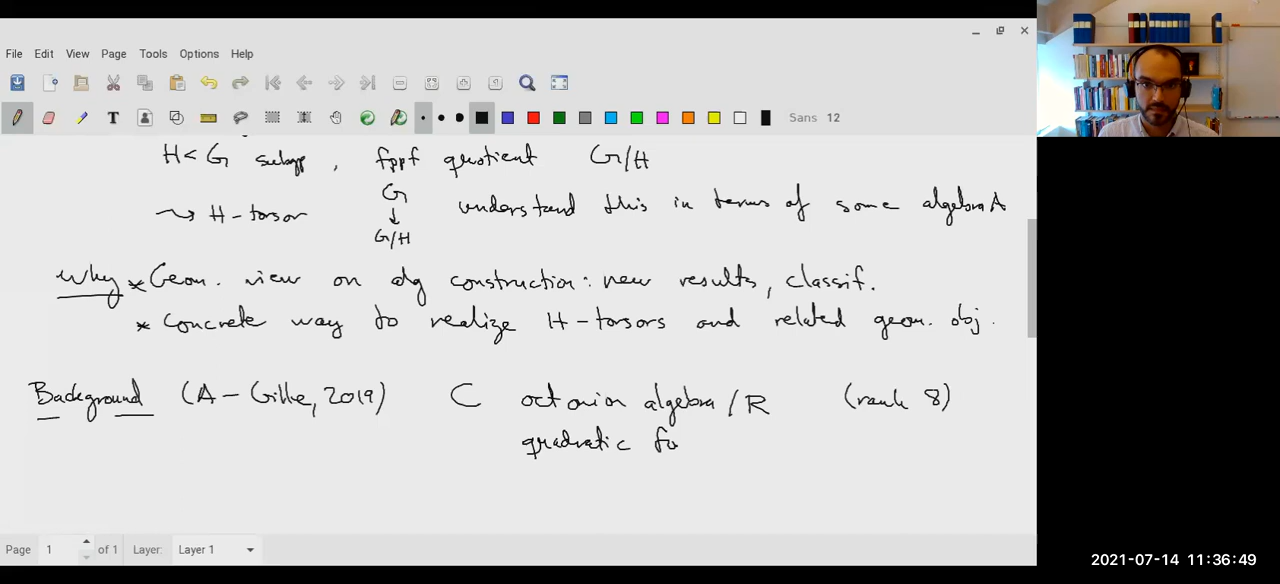 File Edit View Page Tools Options Help
Sans 12
H < G subgp , fppf quotient G/H
⤳ H-torsor G ↓ G/H understand this in terms of some algebra A
Why * Geom. view on alg construction: new results, classif.
* Concrete way to realize H-torsors and related geom. obj.
Background (A - Gille, 2019) C octonion algebra / R (rank 8)
quadratic fo
Page 1 of 1 Layer: Layer 1
2021-07-14 11:36:49